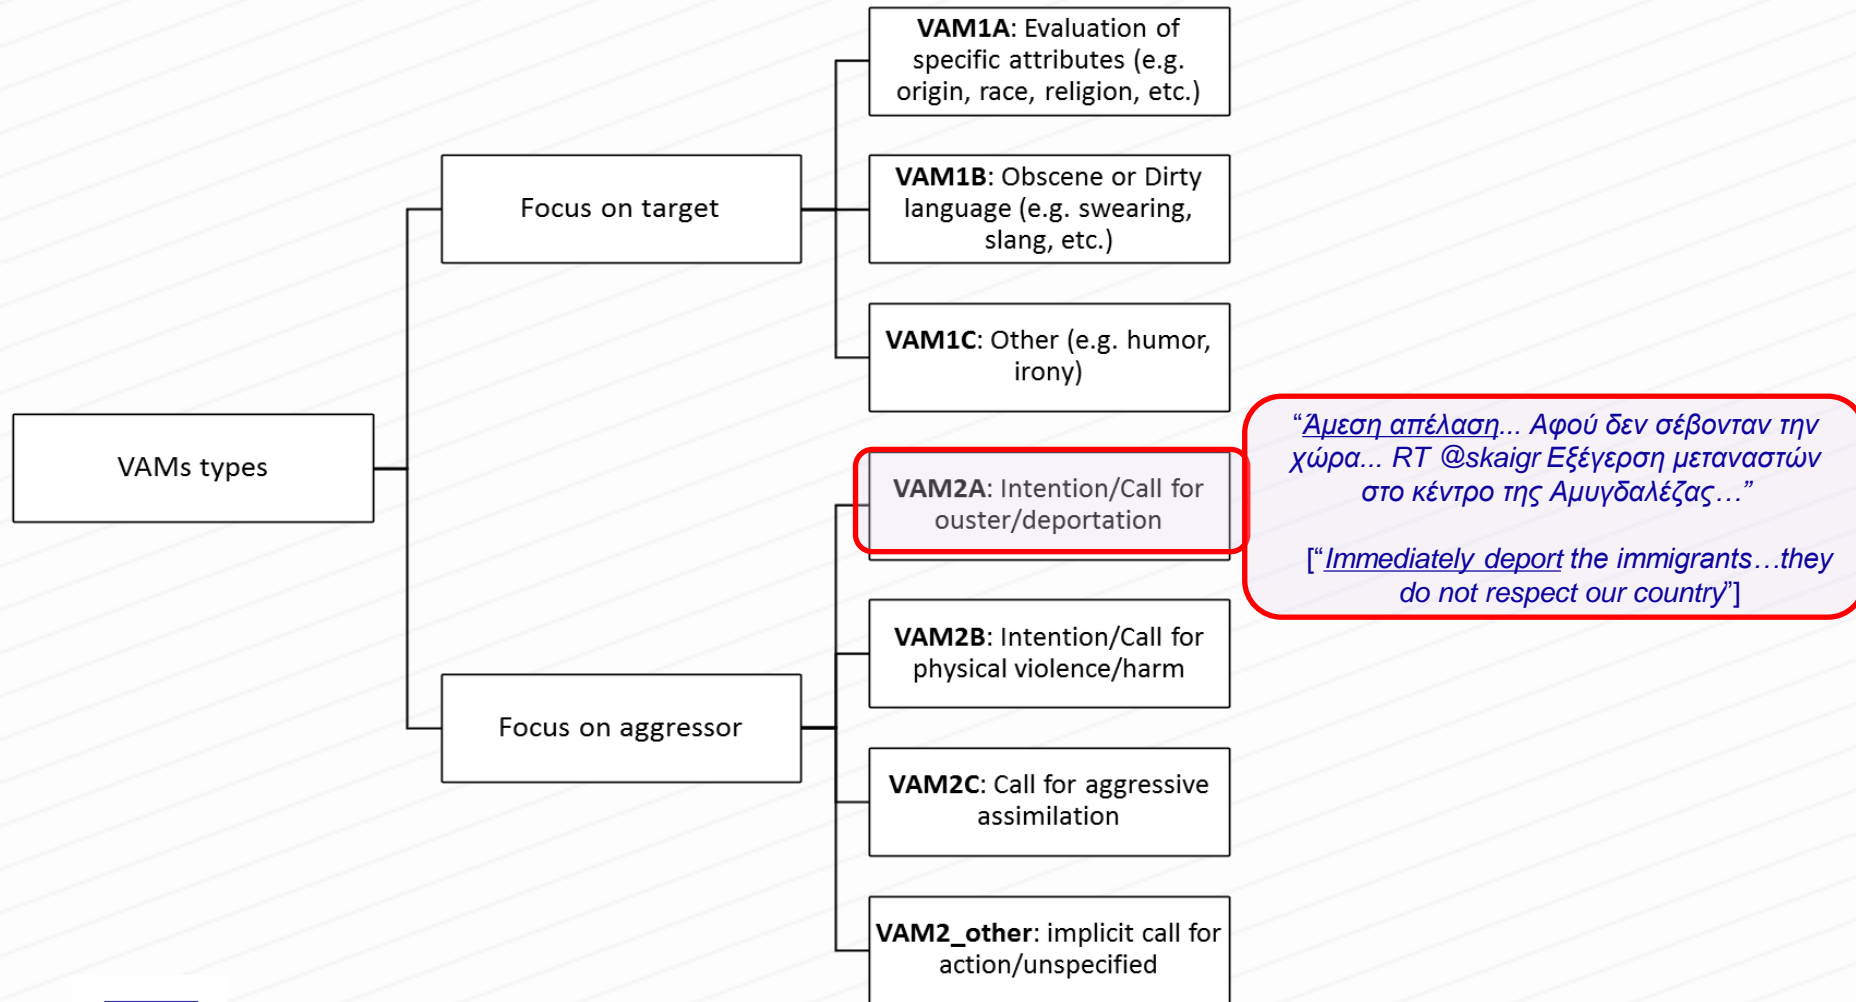 VAM1A: Evaluation of
specific attributes (e.g.
origin, race, religion, etc.)
Focus on target
VAM1B: Obscene or Dirty
language (e.g. swearing,
slang, etc.)
VAM1C: Other (e.g. humor,
irony)
VAMs types
“Άμεση απέλαση... Αφού δεν σέβονταν την
χώρα... RT @skaigr Εξέγερση μεταναστών
στο κέντρο της Αμυγδαλέζας…”
[“Immediately deport the immigrants…they
do not respect our country”]
VAM2A: Intention/Call for
ouster/deportation
VAM2B: Intention/Call for
physical violence/harm
Focus on aggressor
VAM2C: Call for aggressive
assimilation
VAM2_other: implicit call for
action/unspecified